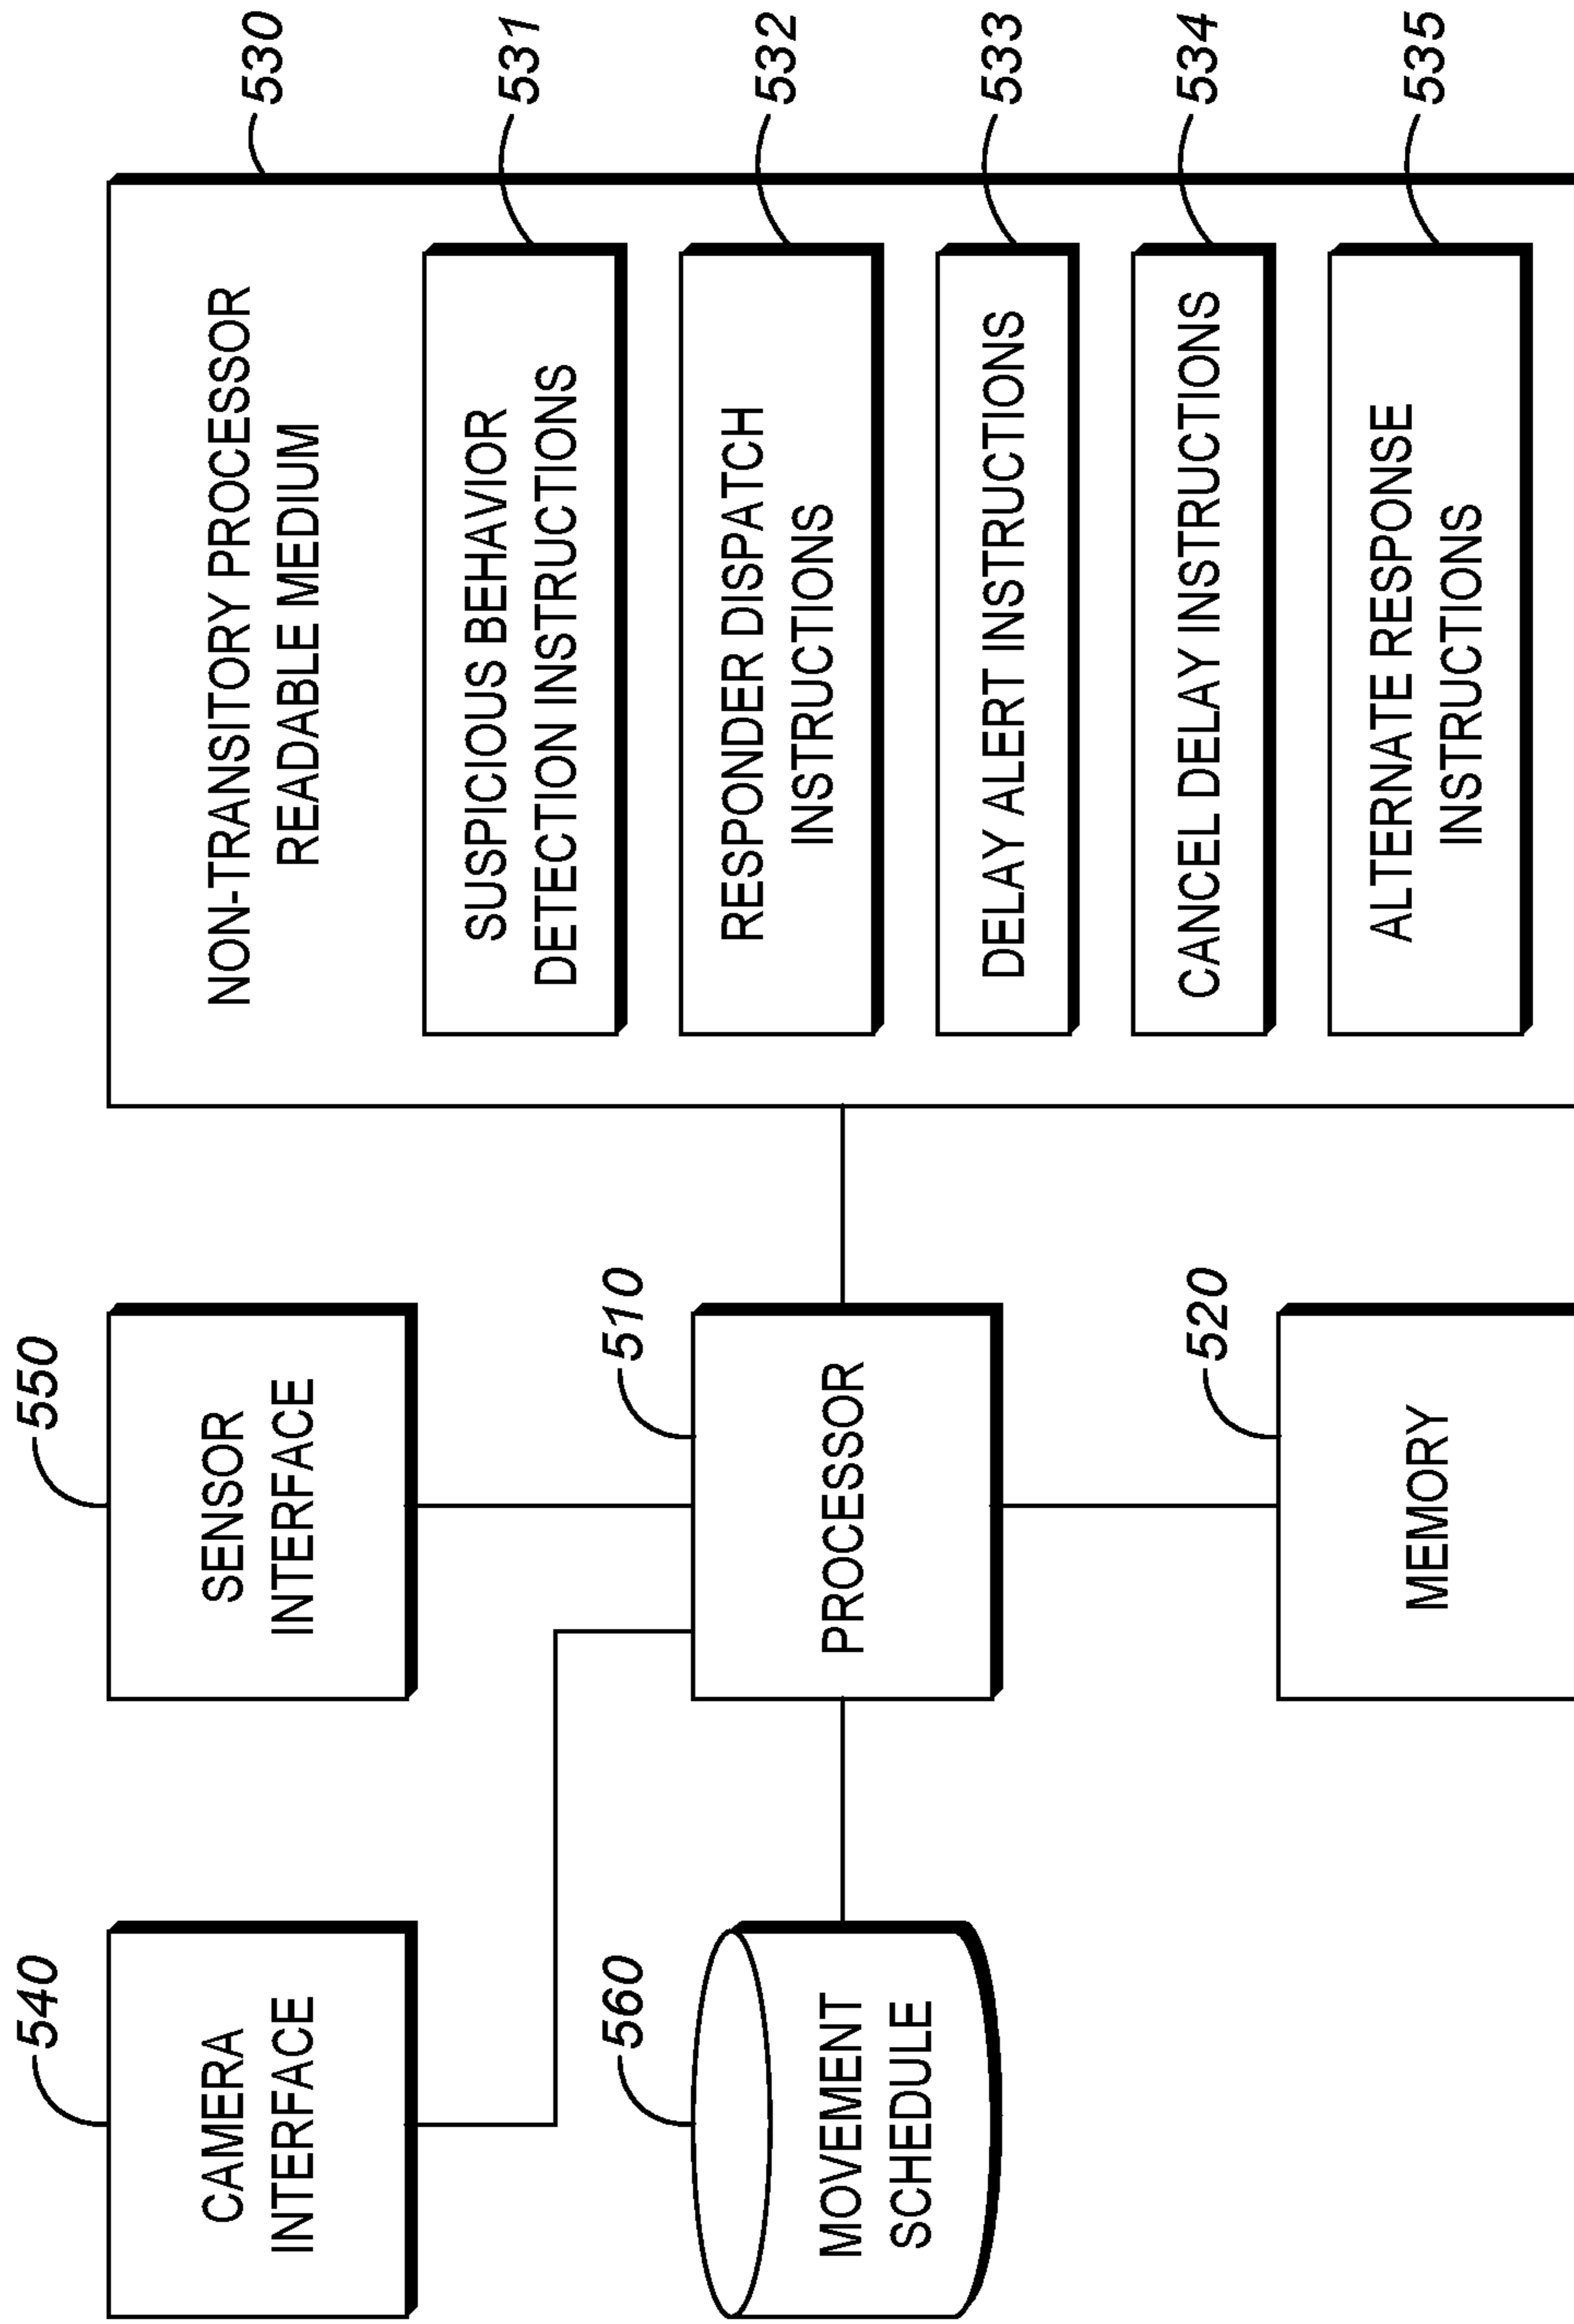 540
CAMERA
INTERFACE
550
SENSOR
INTERFACE
560
MOVEMENT
SCHEDULE
510
PROCESSOR
520
MEMORY
530
NON-TRANSITORY PROCESSOR
READABLE MEDIUM
531
SUSPICIOUS BEHAVIOR
DETECTION INSTRUCTIONS
532
RESPONDER DISPATCH
INSTRUCTIONS
533
DELAY ALERT INSTRUCTIONS
534
CANCEL DELAY INSTRUCTIONS
535
ALTERNATE RESPONSE
INSTRUCTIONS